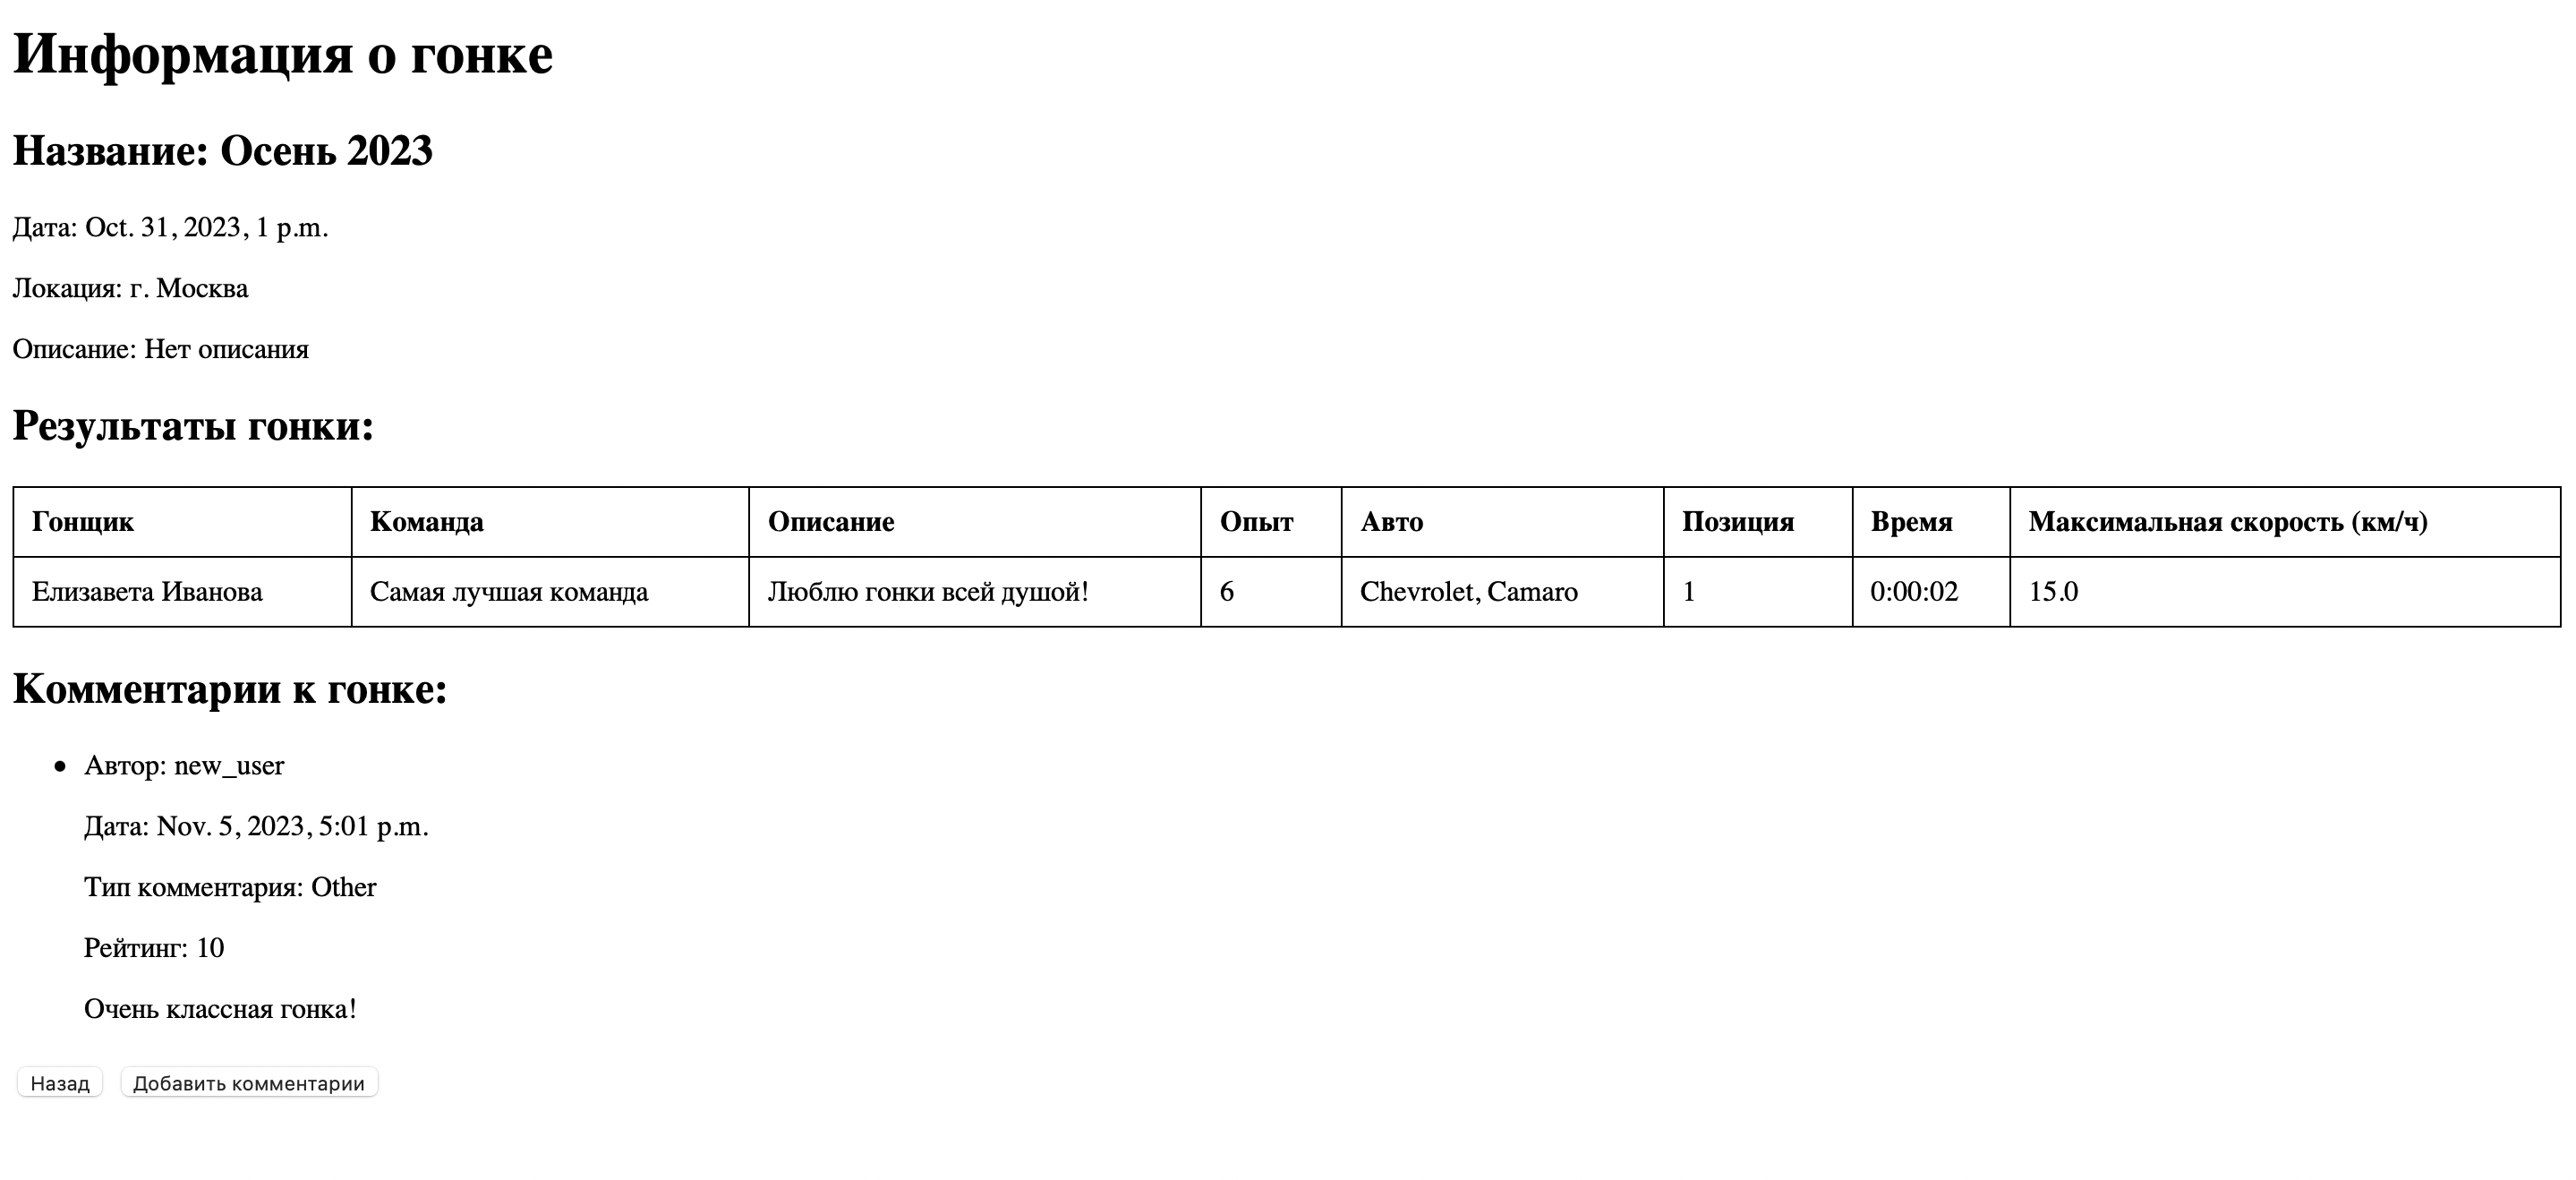 Информация о гонке
Название: Осень 2023
Дата: Oct. 31, 2023, 1 p.m.
Локация: г. Москва
Описание: Нет описания
Результаты гонки:
Гонщик Команда Описание Опыт Авто Позиция Время Максимальная скорость (км/ч)
Елизавета Иванова Самая лучшая команда Люблю гонки всей душой! 6 Chevrolet, Camaro 1 0:00:02 15.0
Комментарии к гонке:
Автор: new_user
Дата: Nov. 5, 2023, 5:01 p.m.
Тип комментария: Other
Рейтинг: 10
Очень классная гонка!
Назад Добавить комментарии